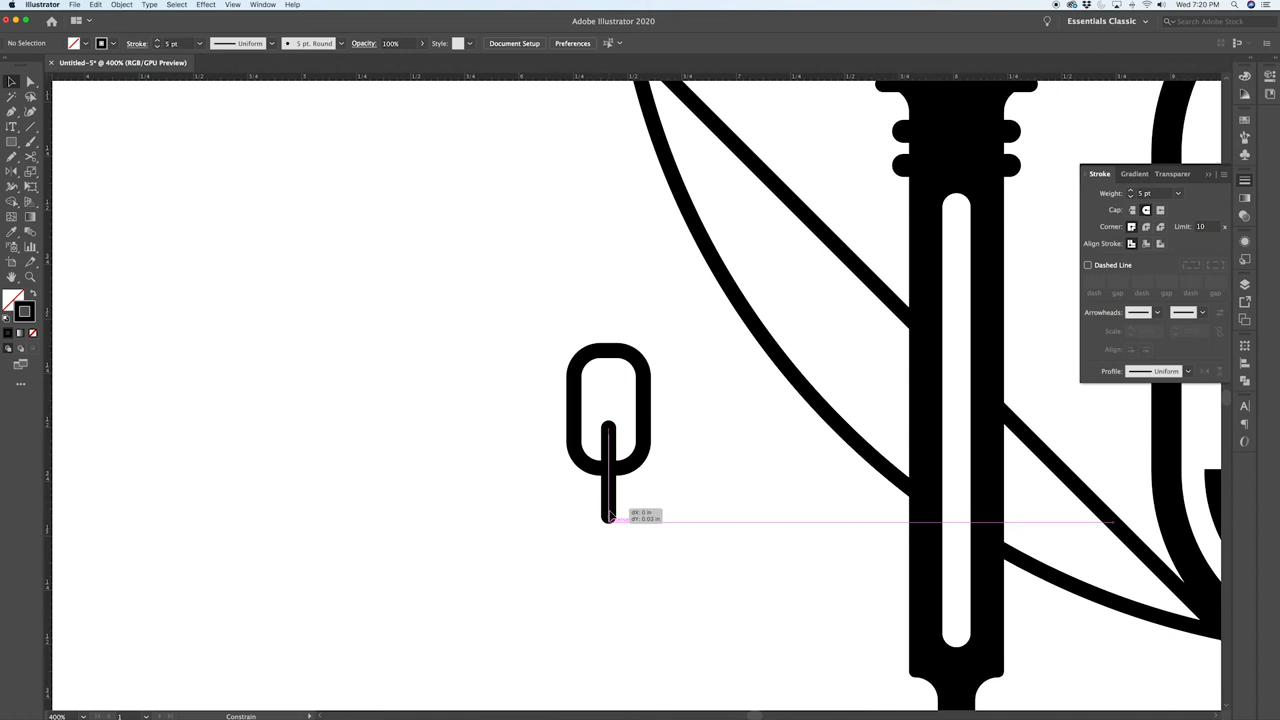 Illustrator File Edit Object Type Select Effect View Window Help
Wed 7:20 PM
Adobe Illustrator 2020
Essentials Classic
Search Adobe Stock
No Selection
Stroke:
5 pt
Uniform
5 pt. Round
Opacity:
100%
Style:
Document Setup
Preferences
Untitled-5* @ 400% (RGB/GPU Preview)
Stroke Gradient Transparer
Weight: 5 pt
Cap:
Corner:
Limit: 10 x
Align Stroke:
Dashed Line
dash gap dash gap dash gap
Arrowheads:
Scale:
Align:
Profile: Uniform
dX: 0 in
dY: 0.03 in
400%
1
Constrain